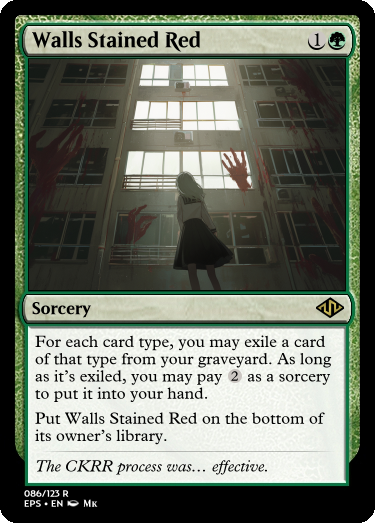 Walls Stained Red 1
Sorcery
For each card type, you may exile a card
of that type from your graveyard. As long
as it's exiled, you may pay 2 as a sorcery
to put it into your hand.
Put Walls Stained Red on the bottom of
its owner's library.
The CKRR process was… effective.
086/123 R
EPS • EN MK